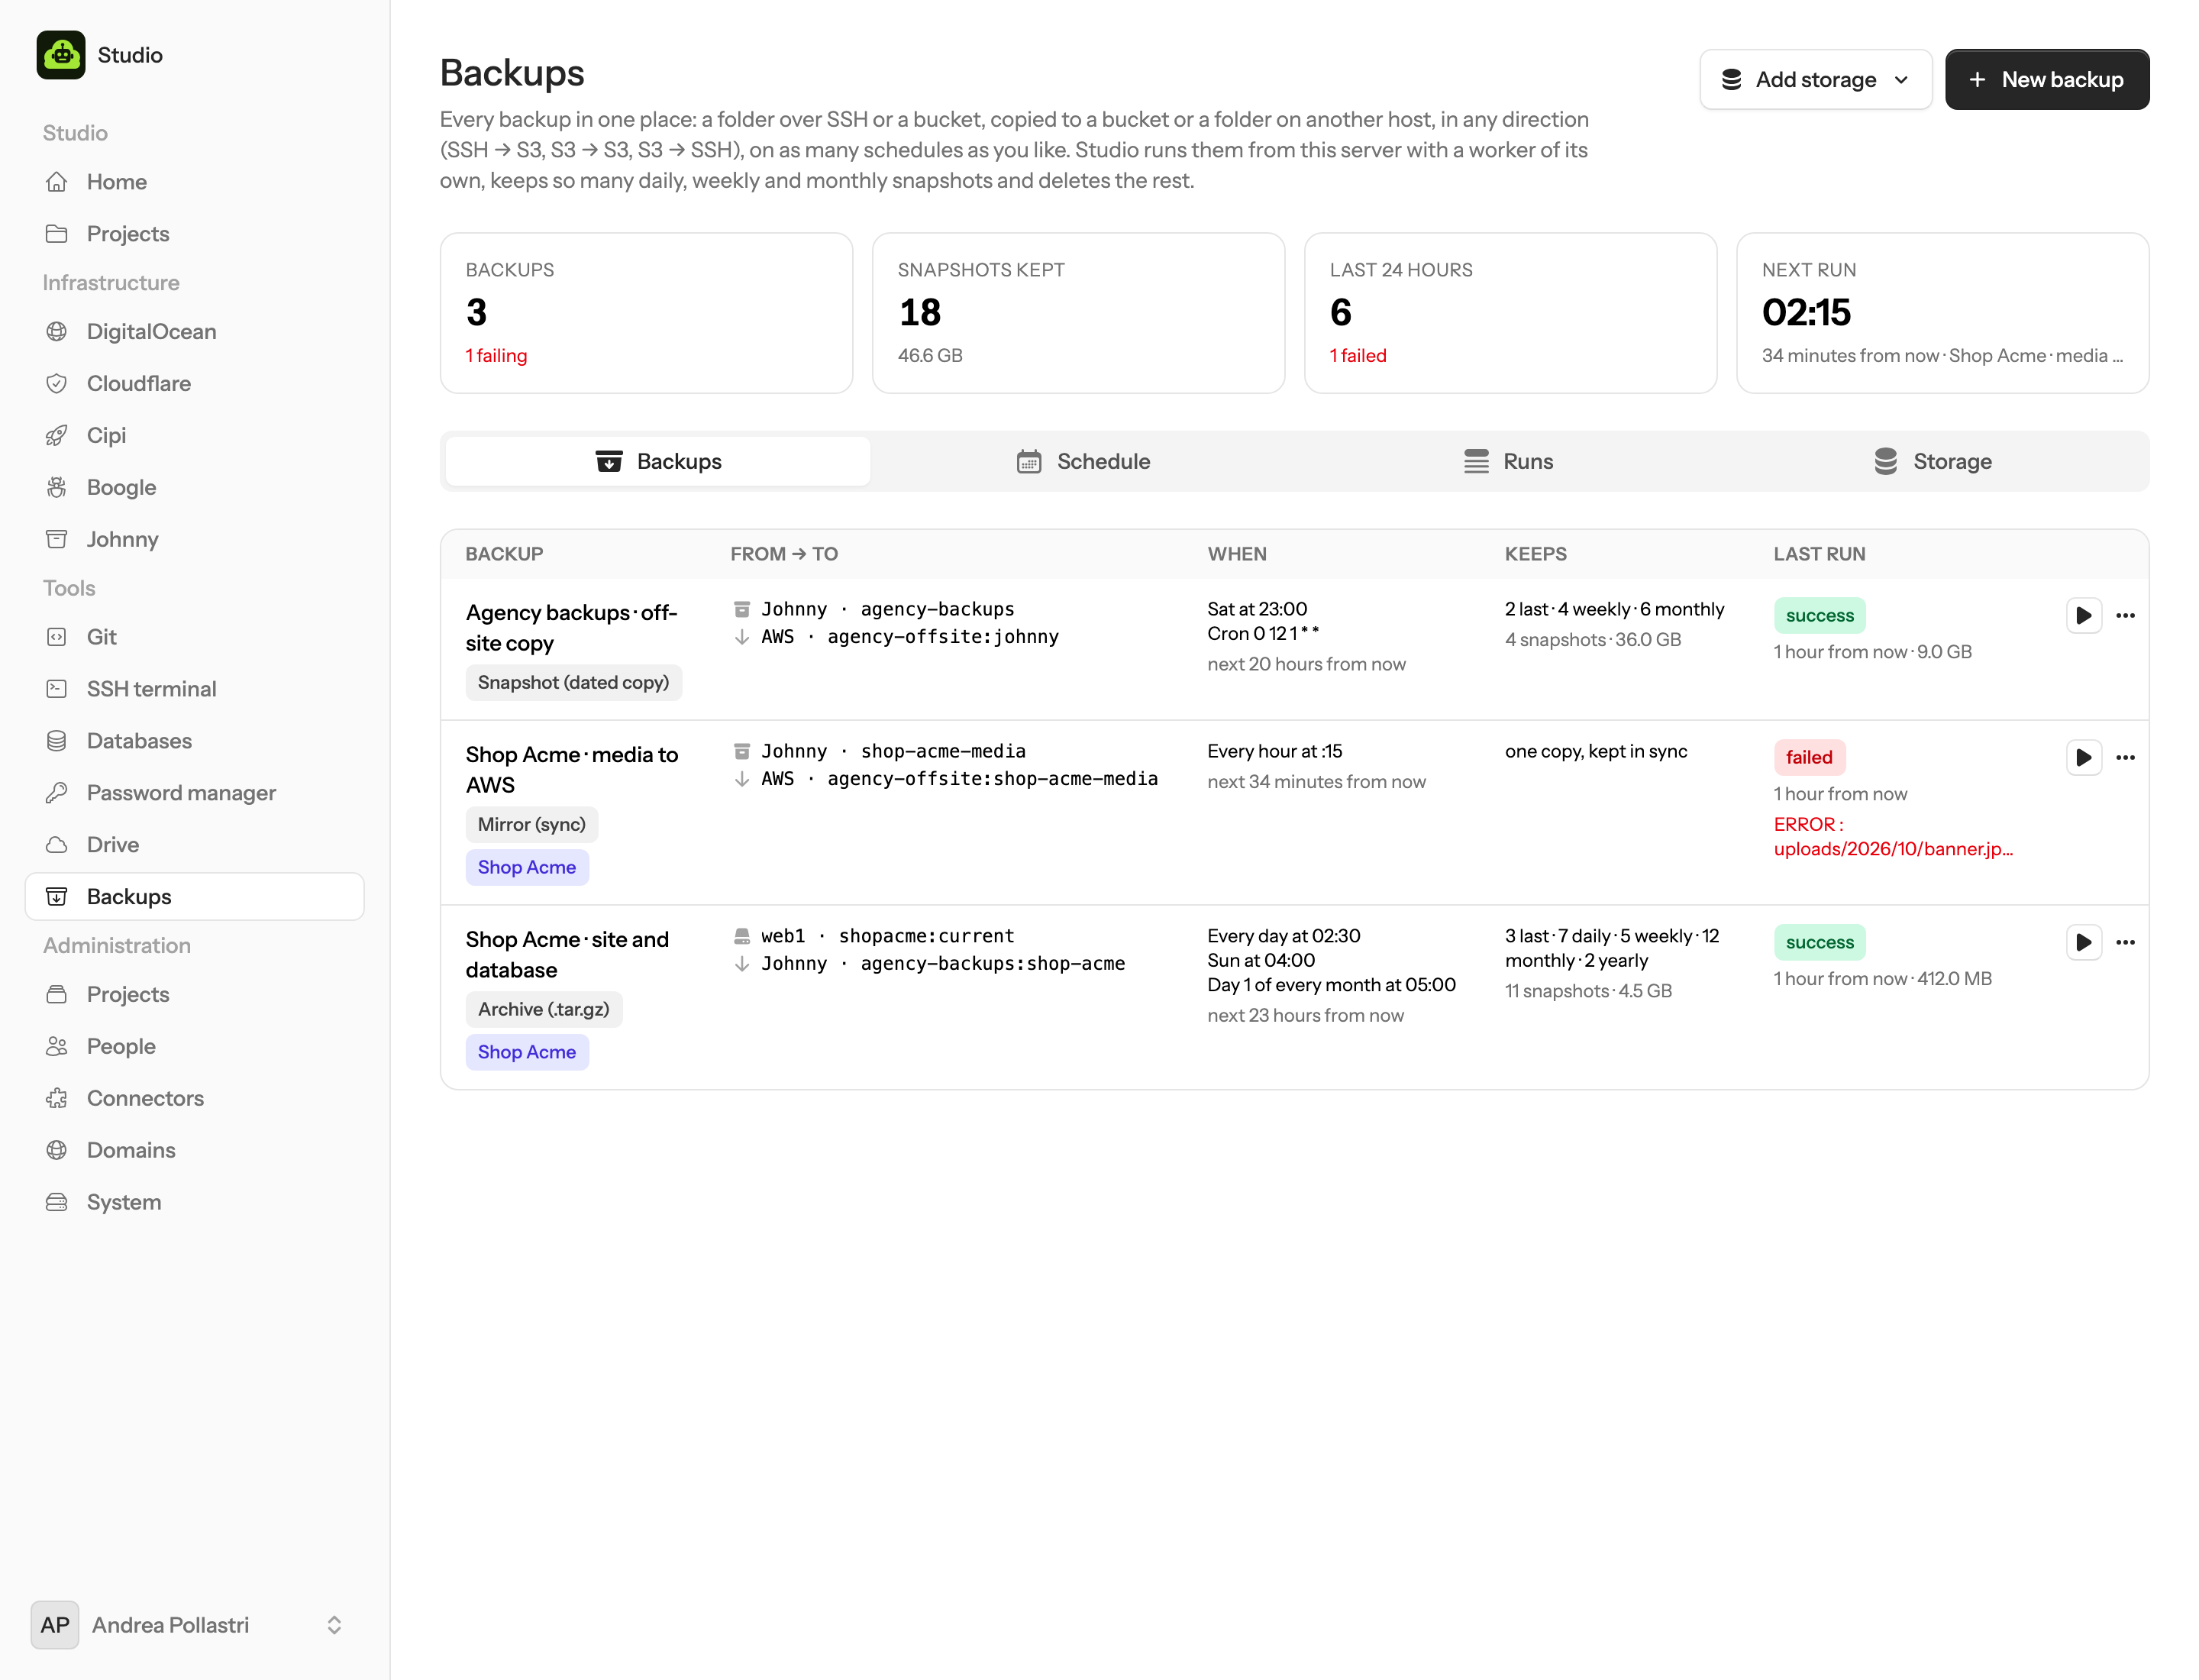 Studio
Studio
Home
Projects
Infrastructure
DigitalOcean
Cloudflare
Cipi
Boogle
Johnny
Tools
Git
SSH terminal
Databases
Password manager
Drive
Backups
Administration
Projects
People
Connectors
Domains
System
AP Andrea Pollastri
Backups
Every backup in one place: a folder over SSH or a bucket, copied to a bucket or a folder on another host, in any direction
(SSH → S3, S3 → S3, S3 → SSH), on as many schedules as you like. Studio runs them from this server with a worker of its
own, keeps so many daily, weekly and monthly snapshots and deletes the rest.
Add storage
+ New backup
BACKUPS
3
1 failing
SNAPSHOTS KEPT
18
46.6 GB
LAST 24 HOURS
6
1 failed
NEXT RUN
02:15
34 minutes from now · Shop Acme · media ...
Backups
Schedule
Runs
Storage
BACKUP FROM → TO WHEN KEEPS LAST RUN
Agency backups · off-
site copy
Snapshot (dated copy)
Johnny · agency-backups
↓ AWS · agency-offsite:johnny
Sat at 23:00
Cron 0 12 1 * *
next 20 hours from now
2 last · 4 weekly · 6 monthly
4 snapshots · 36.0 GB
success
1 hour from now · 9.0 GB
Shop Acme · media to
AWS
Mirror (sync)
Shop Acme
Johnny · shop-acme-media
↓ AWS · agency-offsite:shop-acme-media
Every hour at :15
next 34 minutes from now
one copy, kept in sync
failed
1 hour from now
ERROR :
uploads/2026/10/banner.jp...
Shop Acme · site and
database
Archive (.tar.gz)
Shop Acme
web1 · shopacme:current
↓ Johnny · agency-backups:shop-acme
Every day at 02:30
Sun at 04:00
Day 1 of every month at 05:00
next 23 hours from now
3 last · 7 daily · 5 weekly · 12
monthly · 2 yearly
11 snapshots · 4.5 GB
success
1 hour from now · 412.0 MB